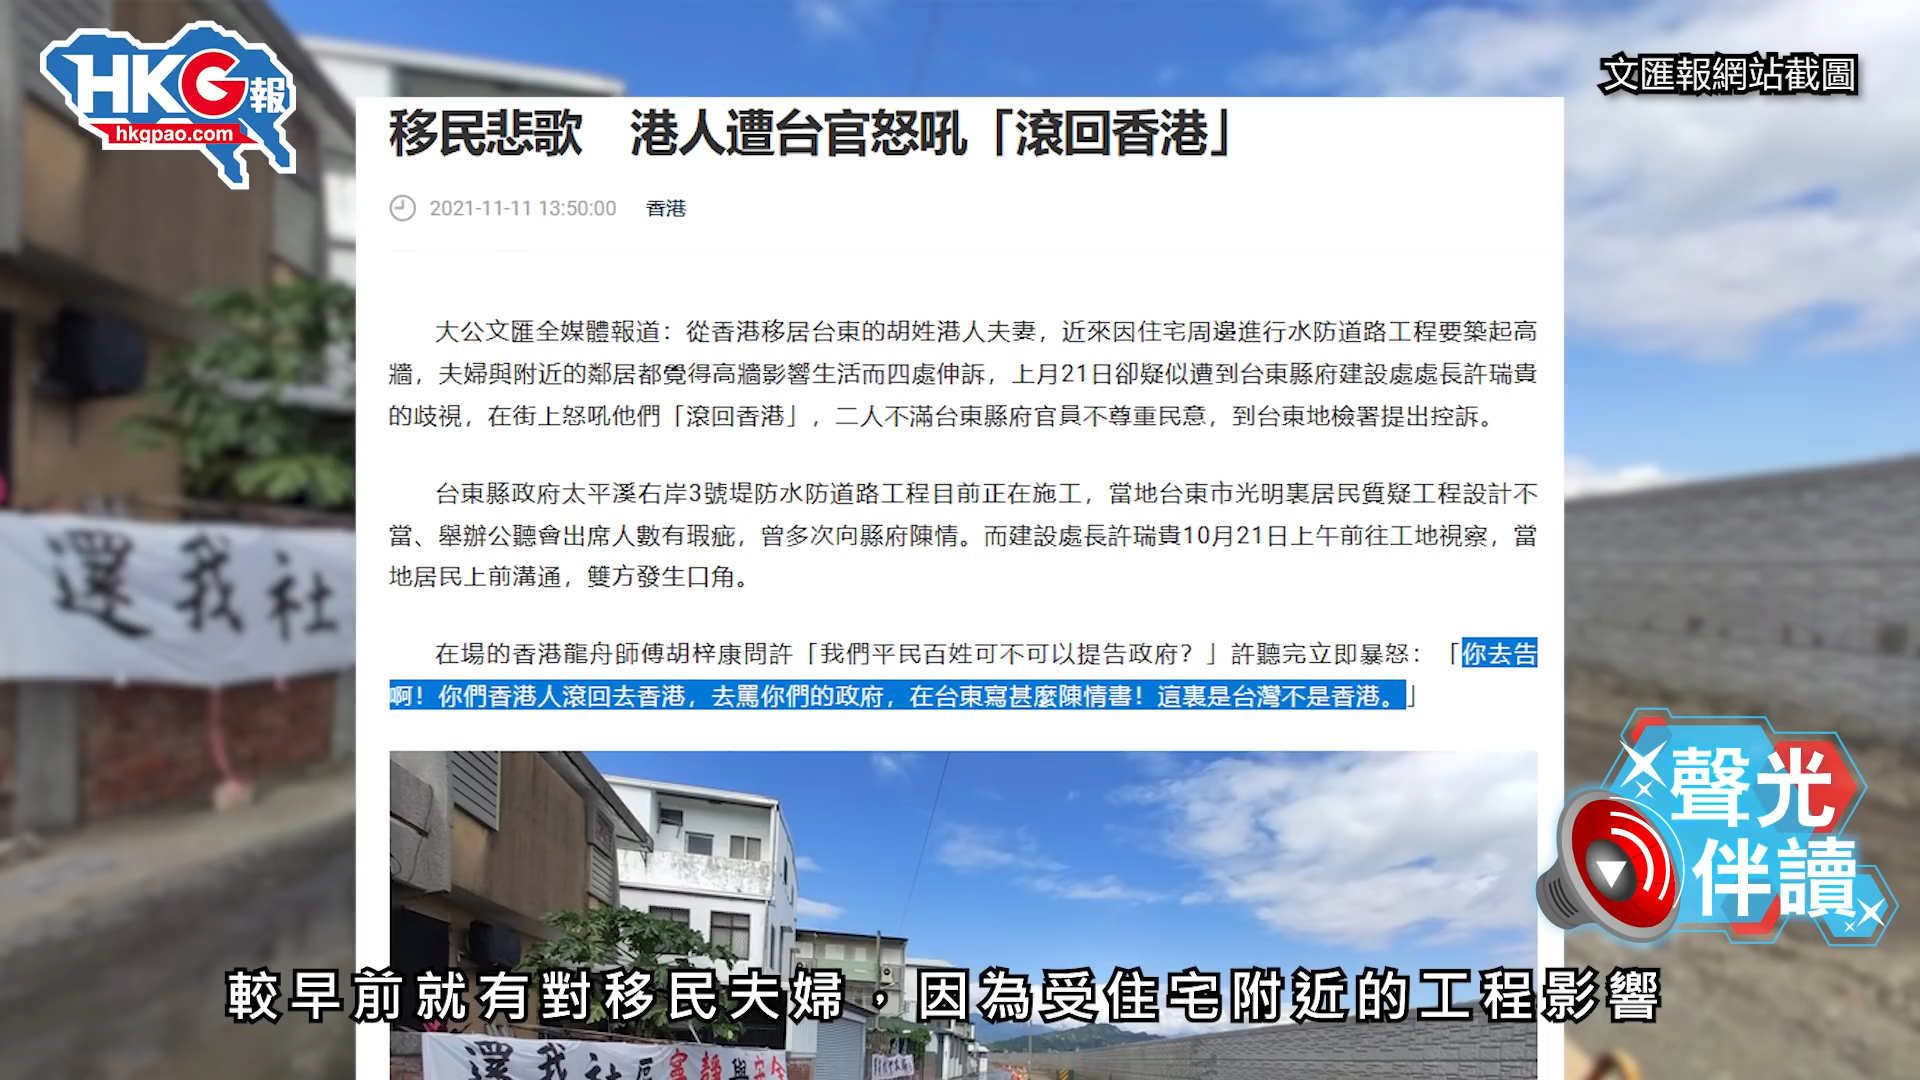 HKG報
hkgpao.com
文匯報網站截圖
移民悲歌 港人遭台官怒吼「滾回香港」
2021-11-11 13:50:00 香港
大公文匯全媒體報道：從香港移居台東的胡姓港人夫妻，近來因住宅周邊進行水防道路工程要築起高
牆，夫婦與附近的鄰居都覺得高牆影響生活而四處伸訴，上月21日卻疑似遭到台東縣府建設處處長許瑞貴
的歧視，在街上怒吼他們「滾回香港」，二人不滿台東縣府官員不尊重民意，到台東地檢署提出控訴。
台東縣政府太平溪右岸3號堤防水防道路工程目前正在施工，當地台東市光明裏居民質疑工程設計不
當、舉辦公聽會出席人數有瑕疵，曾多次向縣府陳情。而建設處長許瑞貴10月21日上午前往工地視察，當
地居民上前溝通，雙方發生口角。
在場的香港龍舟師傅胡梓康問許「我們平民百姓可不可以提告政府？」許聽完立即暴怒：「你去告
啊！你們香港人滾回去香港，去罵你們的政府，在台東寫甚麼陳情書！這裏是台灣不是香港。」
還我社
還我社區寧靜與安全
聲光
伴讀
較早前就有對移民夫婦，因為受住宅附近的工程影響